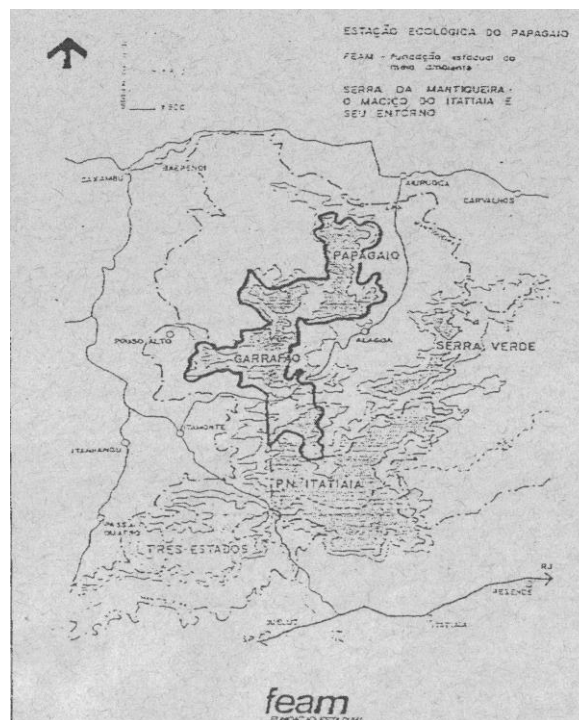 ESTAÇÃO ECOLÓGICA DO PAPAGAIO
FEAM - fundação estadual do
meio ambiente
SERRA DA MANTIQUEIRA -
O MACIÇO DO ITATIAIA E
SEU ENTORNO
BAEPENDI
CAXAMBU
AIURUOCA
CARVALHOS
PAPAGAIO
POUSO ALTO
ALAGOA
SERRA VERDE
GARRAFÃO
ITAMONTE
ITANHANDU
P.N. ITATIAIA
PASSA
QUATRO
TRES ESTADOS
RJ
RESENDE
ITATIAIA
SP
feam